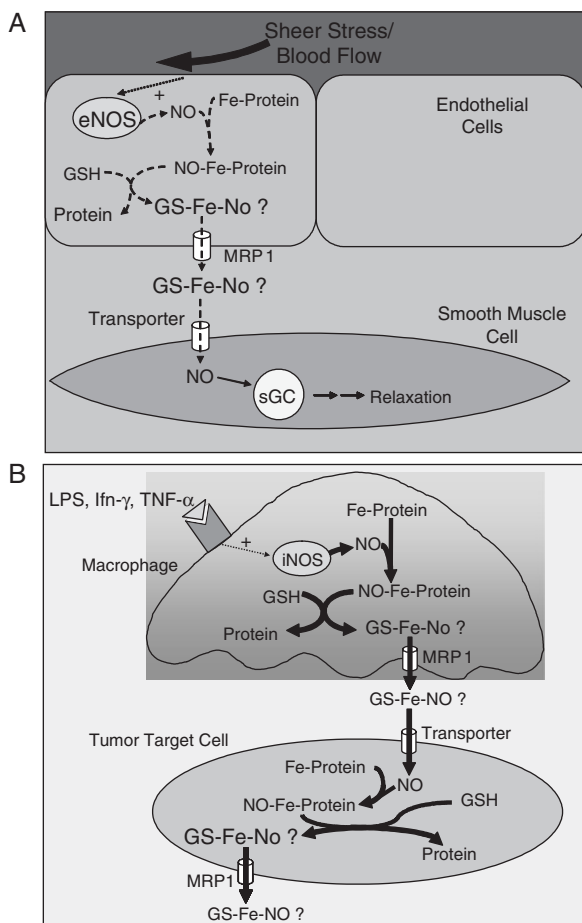 A
Sheer Stress/
Blood Flow
+
eNOS
NO
Fe-Protein
Endothelial
Cells
GSH
NO-Fe-Protein
Protein
GS-Fe-No ?
MRP1
GS-Fe-No ?
Transporter
Smooth Muscle
Cell
NO
sGC
Relaxation
B
LPS, Ifn-γ, TNF-α
Fe-Protein
+
NO
Macrophage
iNOS
GSH
NO-Fe-Protein
Protein
GS-Fe-No ?
MRP1
GS-Fe-NO ?
Transporter
Tumor Target Cell
Fe-Protein
NO
NO-Fe-Protein
GSH
GS-Fe-No ?
Protein
MRP1
GS-Fe-NO ?